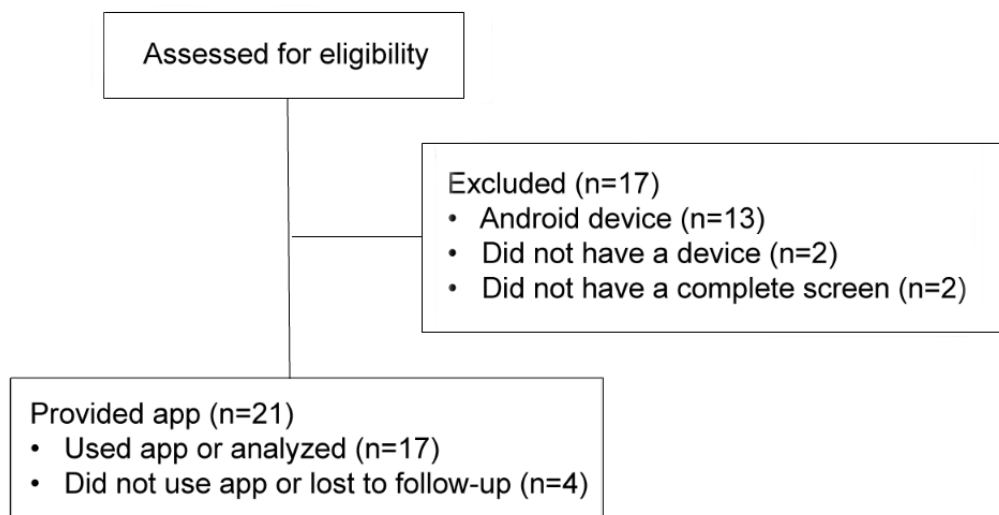 Assessed for eligibility
Excluded (n=17)
• Android device (n=13)
• Did not have a device (n=2)
• Did not have a complete screen (n=2)
Provided app (n=21)
• Used app or analyzed (n=17)
• Did not use app or lost to follow-up (n=4)